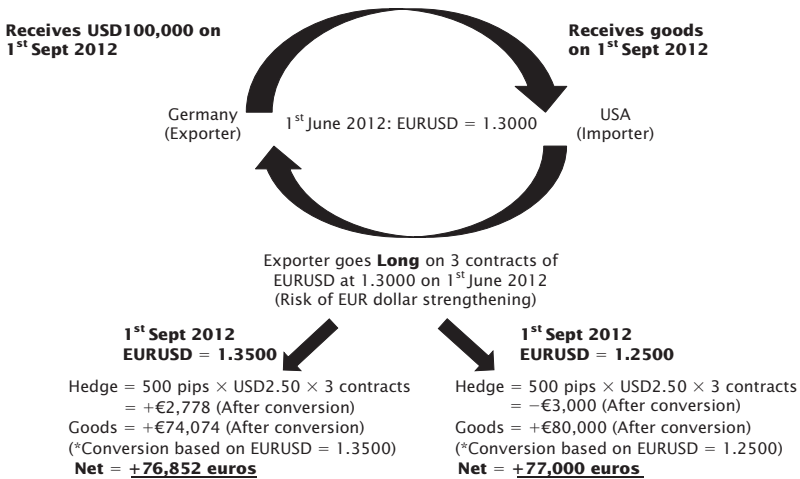 Receives USD100,000 on
1st Sept 2012
Receives goods
on 1st Sept 2012
Germany
(Exporter)
1st June 2012: EURUSD = 1.3000
USA
(Importer)
Exporter goes Long on 3 contracts of
EURUSD at 1.3000 on 1st June 2012
(Risk of EUR dollar strengthening)
1st Sept 2012
EURUSD = 1.3500
Hedge = 500 pips × USD2.50 × 3 contracts
= +€2,778 (After conversion)
Goods = +€74,074 (After conversion)
(*Conversion based on EURUSD = 1.3500)
Net = +76,852 euros
1st Sept 2012
EURUSD = 1.2500
Hedge = 500 pips × USD2.50 × 3 contracts
= −€3,000 (After conversion)
Goods = +€80,000 (After conversion)
(*Conversion based on EURUSD = 1.2500)
Net = +77,000 euros